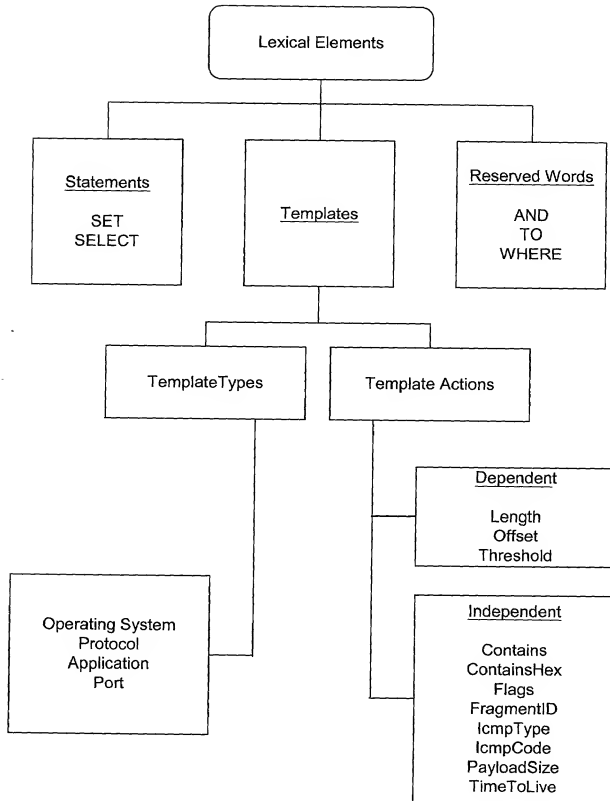 Lexical Elements
Statements
SET
SELECT
Templates
Reserved Words
AND
TO
WHERE
TemplateTypes
Template Actions
Dependent
Length
Offset
Threshold
Operating System
Protocol
Application
Port
Independent
Contains
ContainsHex
Flags
FragmentID
IcmpType
IcmpCode
PayloadSize
TimeToLive